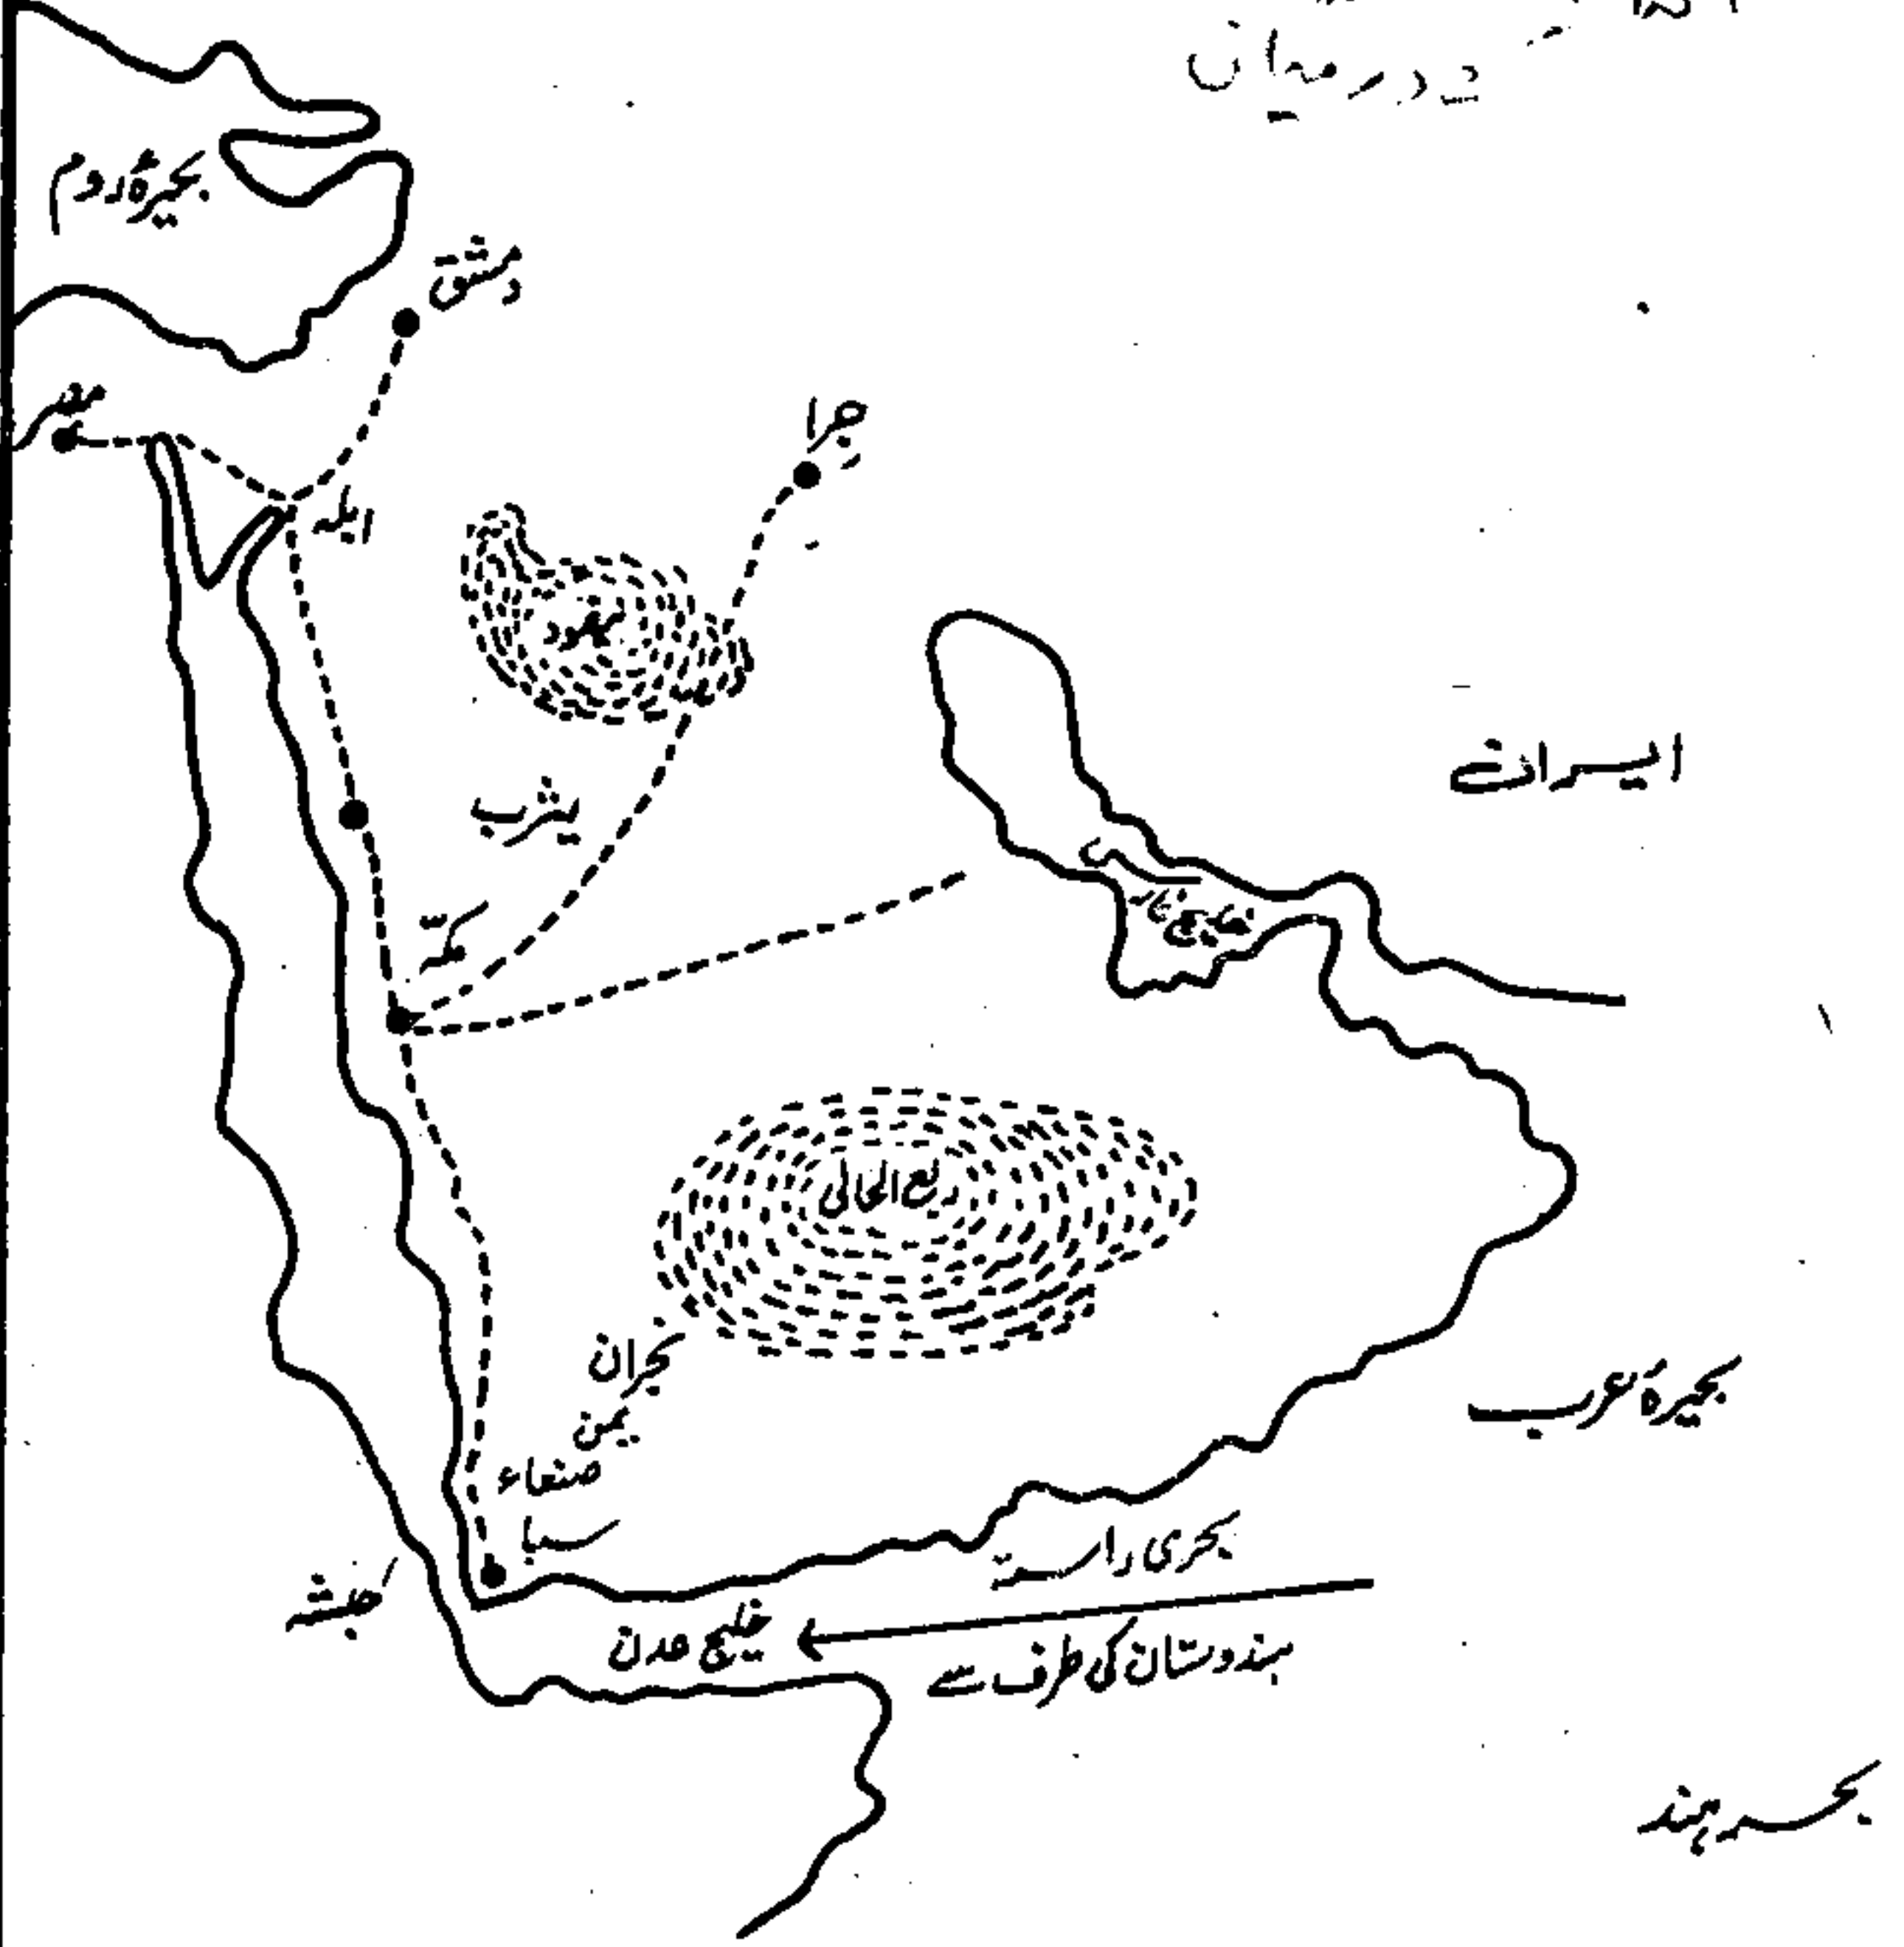 درمیان
بحیرۂ روم
دمشق
مصر
حیرا
ایلہ
نفود
ایران
یثرب
خلیج فارس
مکہ
ربع الخالی
نجران
یمن
صنعاء
سبا
بحیرۂ عرب
حبشہ
بحری راستہ
خلیج عدن
ہندوستان کی طرف سے
بحر ہند